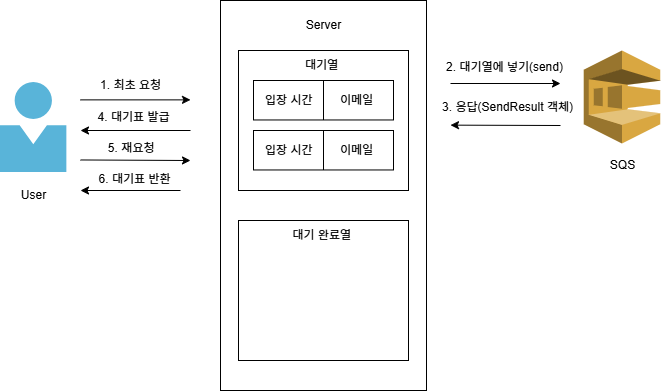 Server
대기열
입장 시간
이메일
입장 시간
이메일
대기 완료열
1. 최초 요청
4. 대기표 발급
5. 재요청
6. 대기표 반환
User
2. 대기열에 넣기(send)
3. 응답(SendResult 객체)
SQS